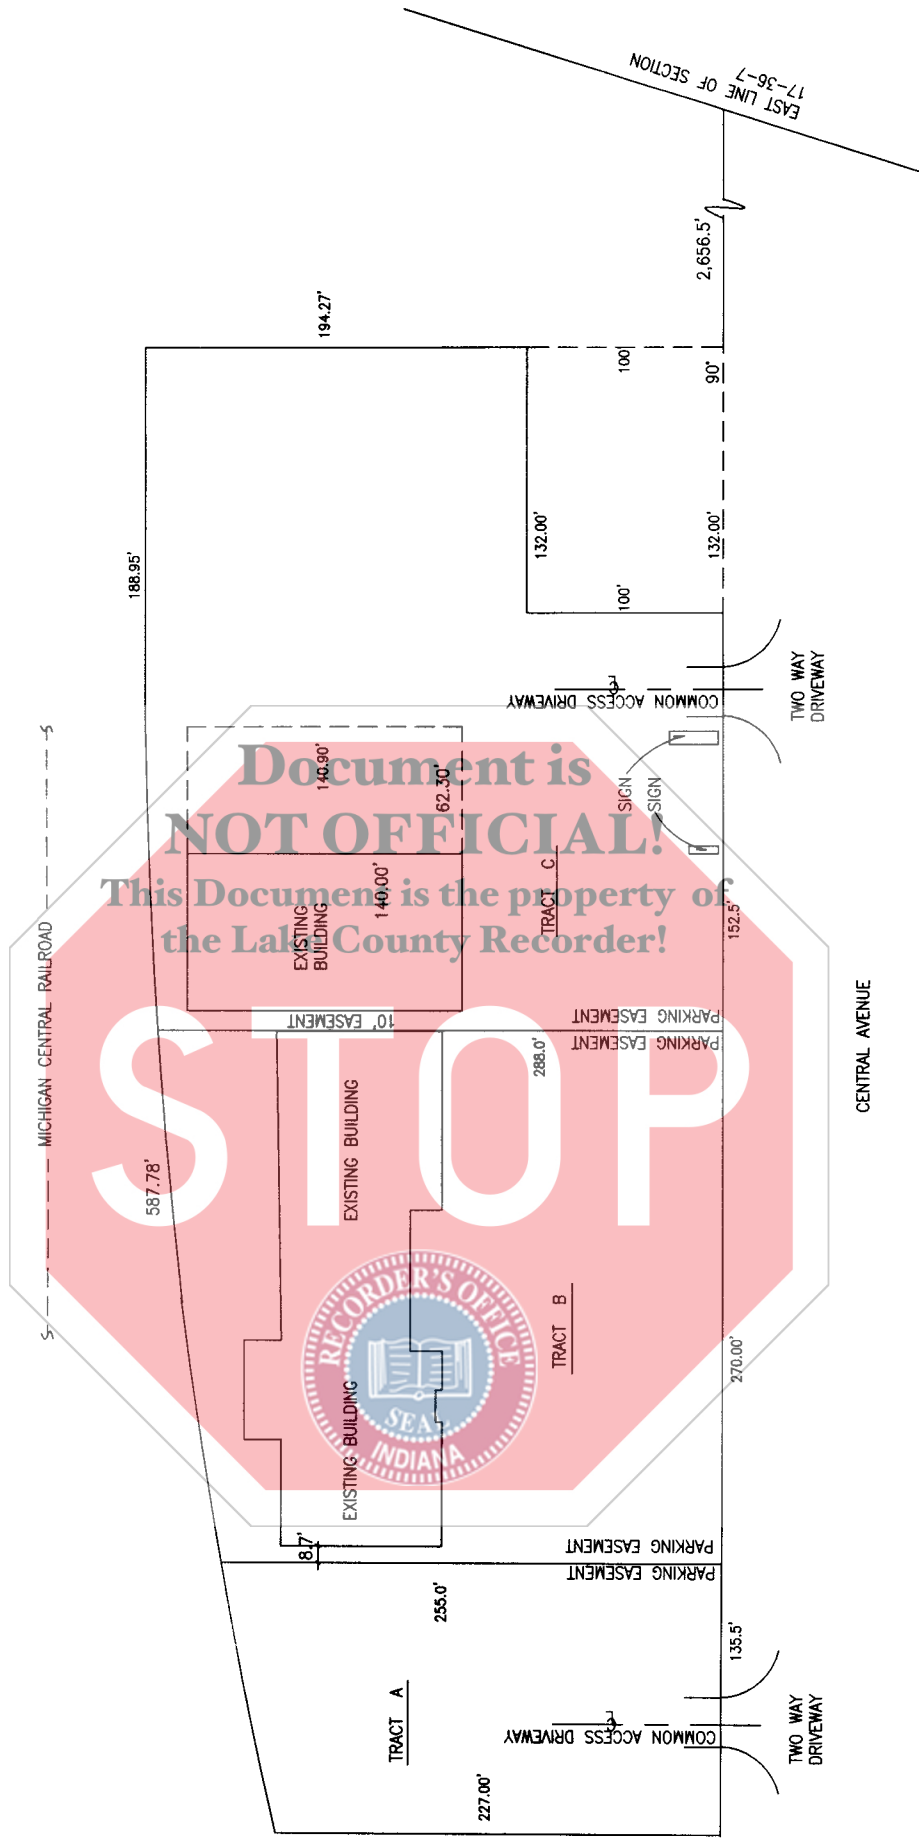 EAST LINE OF SECTION
17-36-7
2,656.5'
194.27'
100'
90°
188.95'
132.00'
132.00'
100'
COMMON ACCESS DRIVEWAY
TWO WAY
DRIVEWAY
SIGN
SIGN
MICHIGAN CENTRAL RAILROAD
140.90'
62.30'
140.00'
EXISTING
BUILDING
TRACT C
152.5'
10' EASEMENT
PARKING EASEMENT
PARKING EASEMENT
288.0'
CENTRAL AVENUE
587.78'
EXISTING BUILDING
TRACT B
270.00'
EXISTING BUILDING
8.7'
PARKING EASEMENT
PARKING EASEMENT
255.0'
135.5'
TRACT A
COMMON ACCESS DRIVEWAY
TWO WAY
DRIVEWAY
227.00'
Document is
NOT OFFICIAL!
This Document is the property of
the Lake County Recorder!
STOP
RECORDER'S OFFICE
SEAL
INDIANA